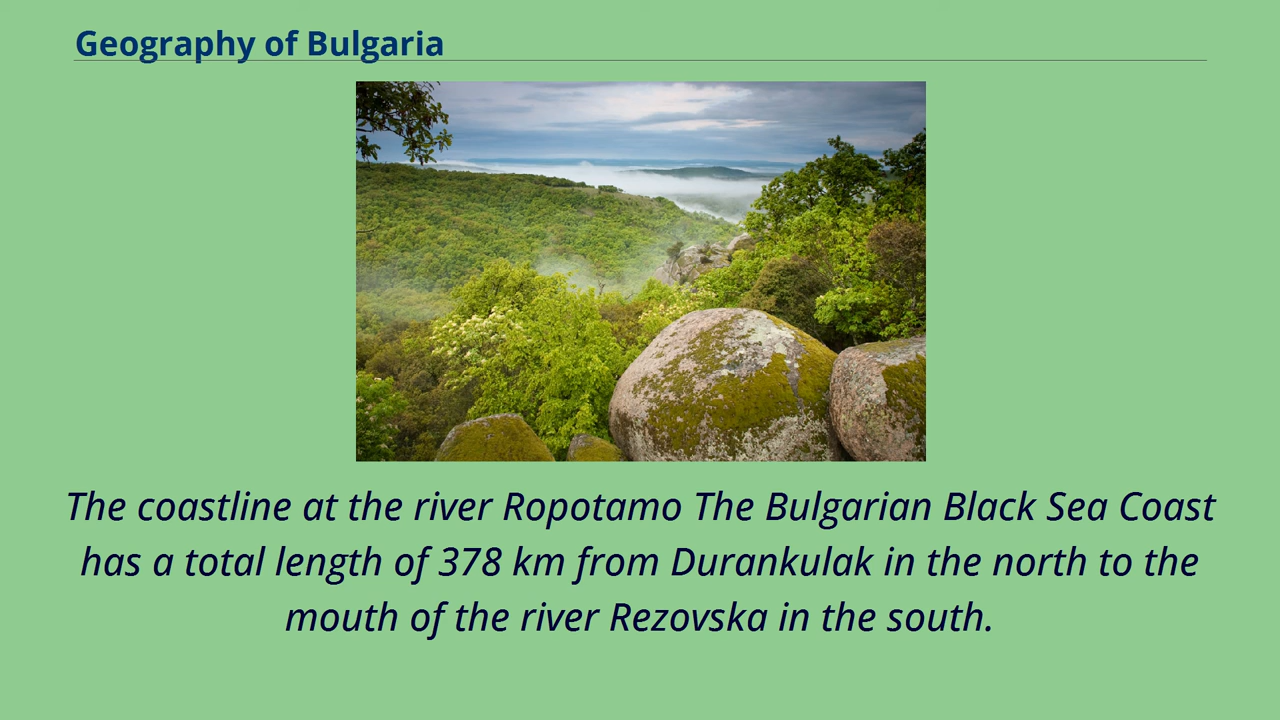 Geography of Bulgaria
The coastline at the river Ropotamo The Bulgarian Black Sea Coast
has a total length of 378 km from Durankulak in the north to the
mouth of the river Rezovska in the south.